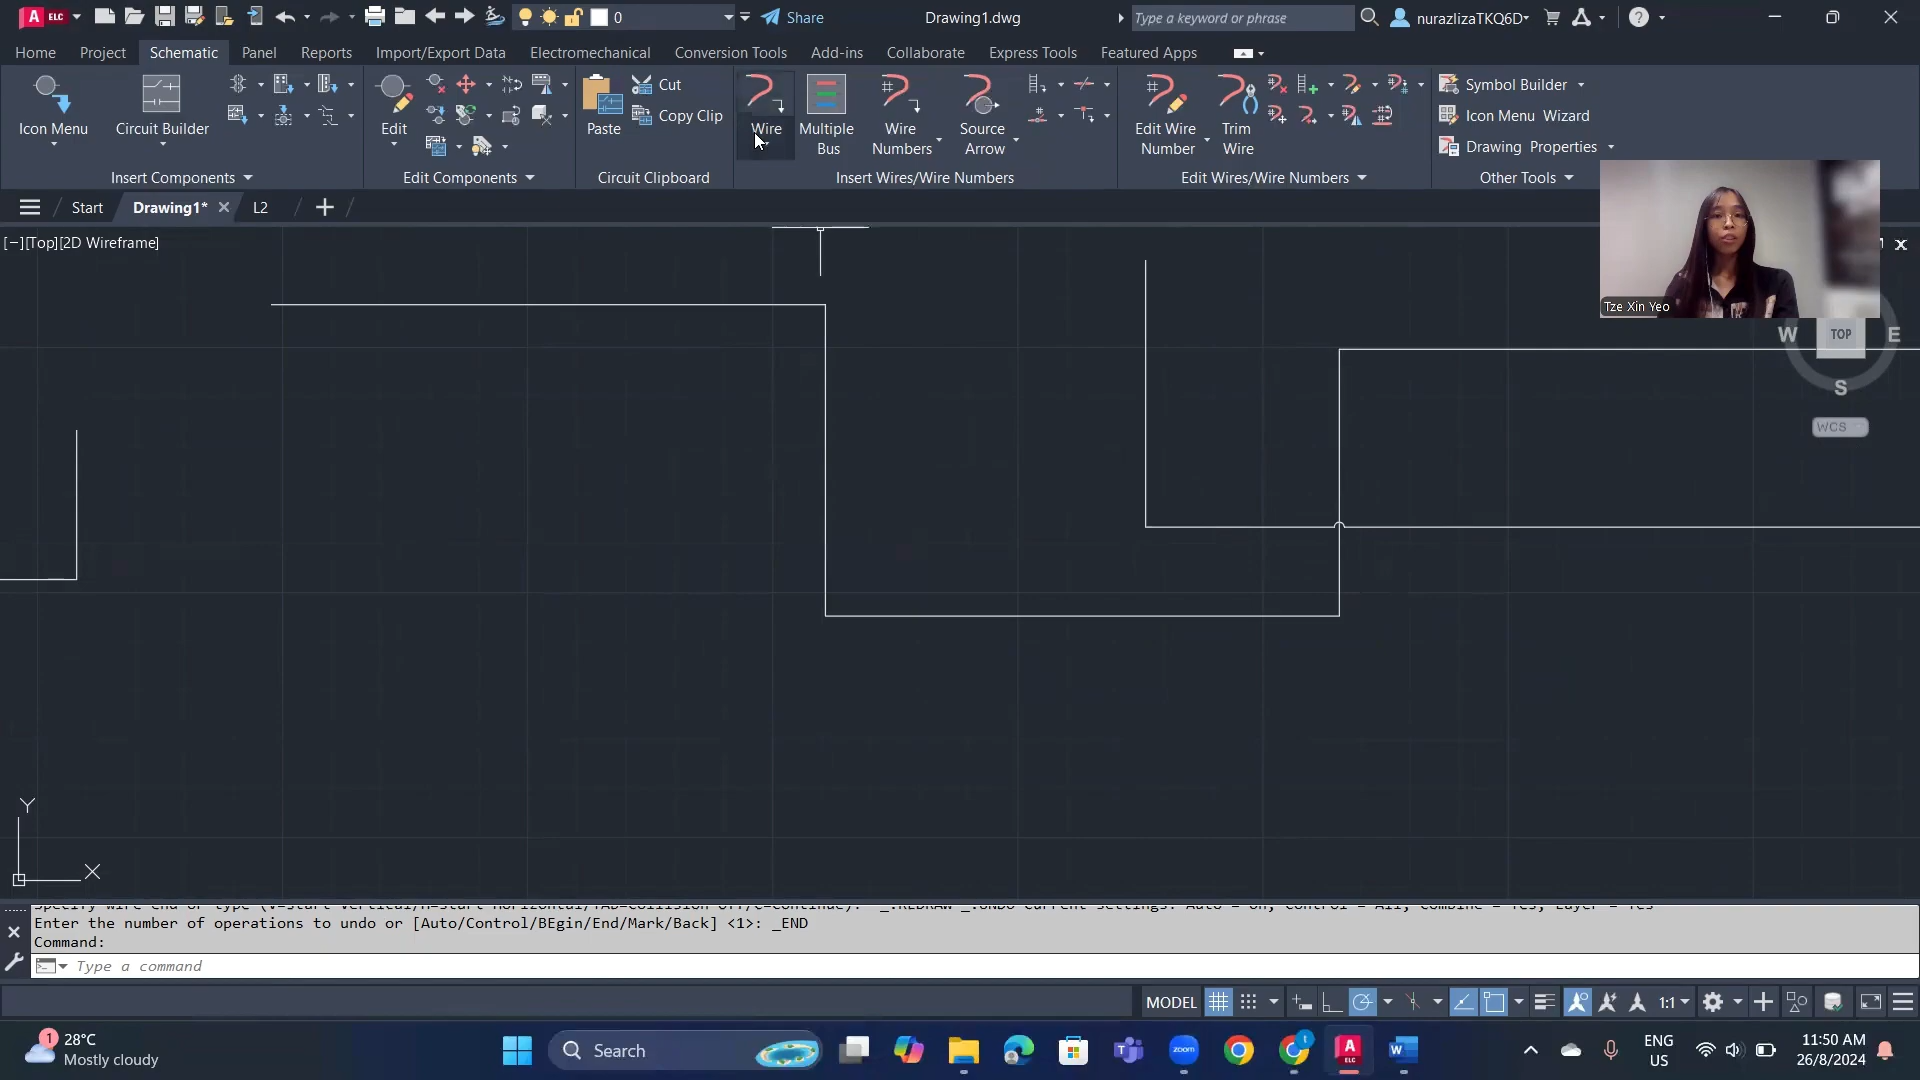 A ELC
0
Share
Drawing1.dwg
Type a keyword or phrase
nurazlizaTKQ6D
Home
Project
Schematic
Panel
Reports
Import/Export Data
Electromechanical
Conversion Tools
Add-ins
Collaborate
Express Tools
Featured Apps
Icon Menu
Circuit Builder
Insert Components
Edit
Edit Components
Paste
Cut
Copy Clip
Circuit Clipboard
Wire
Multiple
Bus
Wire
Numbers
Source
Arrow
Insert Wires/Wire Numbers
Edit Wire
Number
Trim
Wire
Edit Wires/Wire Numbers
Symbol Builder
Icon Menu Wizard
Drawing Properties
Other Tools
Start
Drawing1*
L2
[−][Top][2D Wireframe]
Tze Xin Yeo
W
TOP
E
S
WCS
Y
X
Enter the number of operations to undo or [Auto/Control/BEgin/End/Mark/Back] <1>: _END
Command:
Type a command
MODEL
1:1
1
28°C
Mostly cloudy
Search
zoom
t
A
ELC
W
ENG
US
11:50 AM
26/8/2024